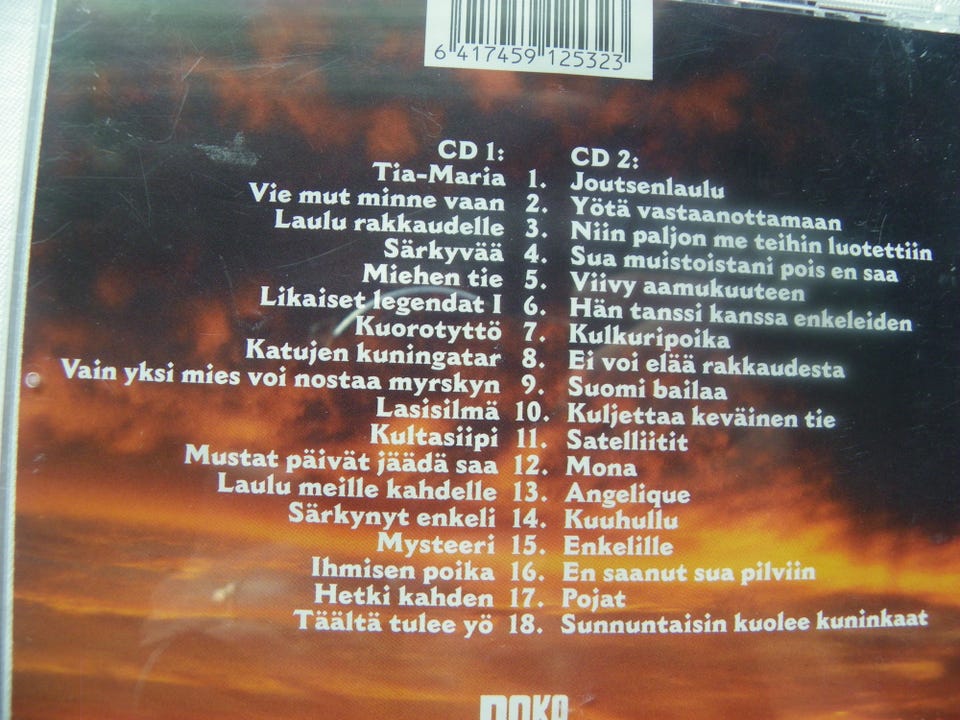 6 417459 125323
CD 1: CD 2:
Tia-Maria 1. Joutsenlaulu
Vie mut minne vaan 2. Yötä vastaanottamaan
Laulu rakkaudelle 3. Niin paljon me teihin luotettiin
Särkyvää 4. Sua muistoistani pois en saa
Miehen tie 5. Viivy aamukuuteen
Likaiset legendat I 6. Hän tanssi kanssa enkeleiden
Kuorotyttö 7. Kulkuripoika
Katujen kuningatar 8. Ei voi elää rakkaudesta
Vain yksi mies voi nostaa myrskyn 9. Suomi bailaa
Lasisilmä 10. Kuljettaa keväinen tie
Kultasiipi 11. Satelliitit
Mustat päivät jäädä saa 12. Mona
Laulu meille kahdelle 13. Angelique
Särkynyt enkeli 14. Kuuhullu
Mysteeri 15. Enkelille
Ihmisen poika 16. En saanut sua pilviin
Hetki kahden 17. Pojat
Täältä tulee yö 18. Sunnuntaisin kuolee kuninkaat